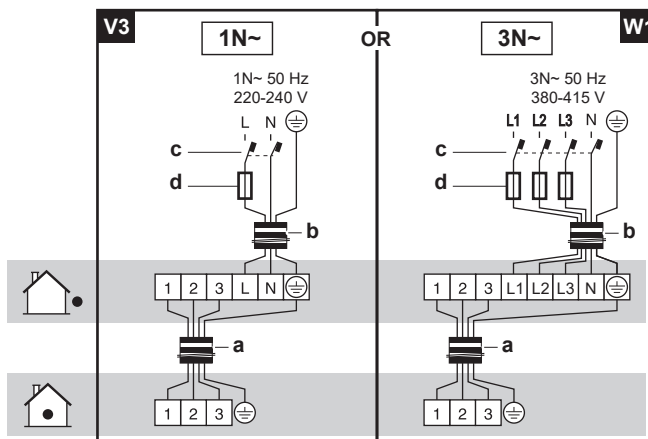 V3
1N~
OR
3N~
W1
1N~ 50 Hz
220-240 V
L N
c
d
b
1 2 3 L N
a
1 2 3
3N~ 50 Hz
380-415 V
L1 L2 L3 N
c
d
b
1 2 3 L1 L2 L3 N
a
1 2 3